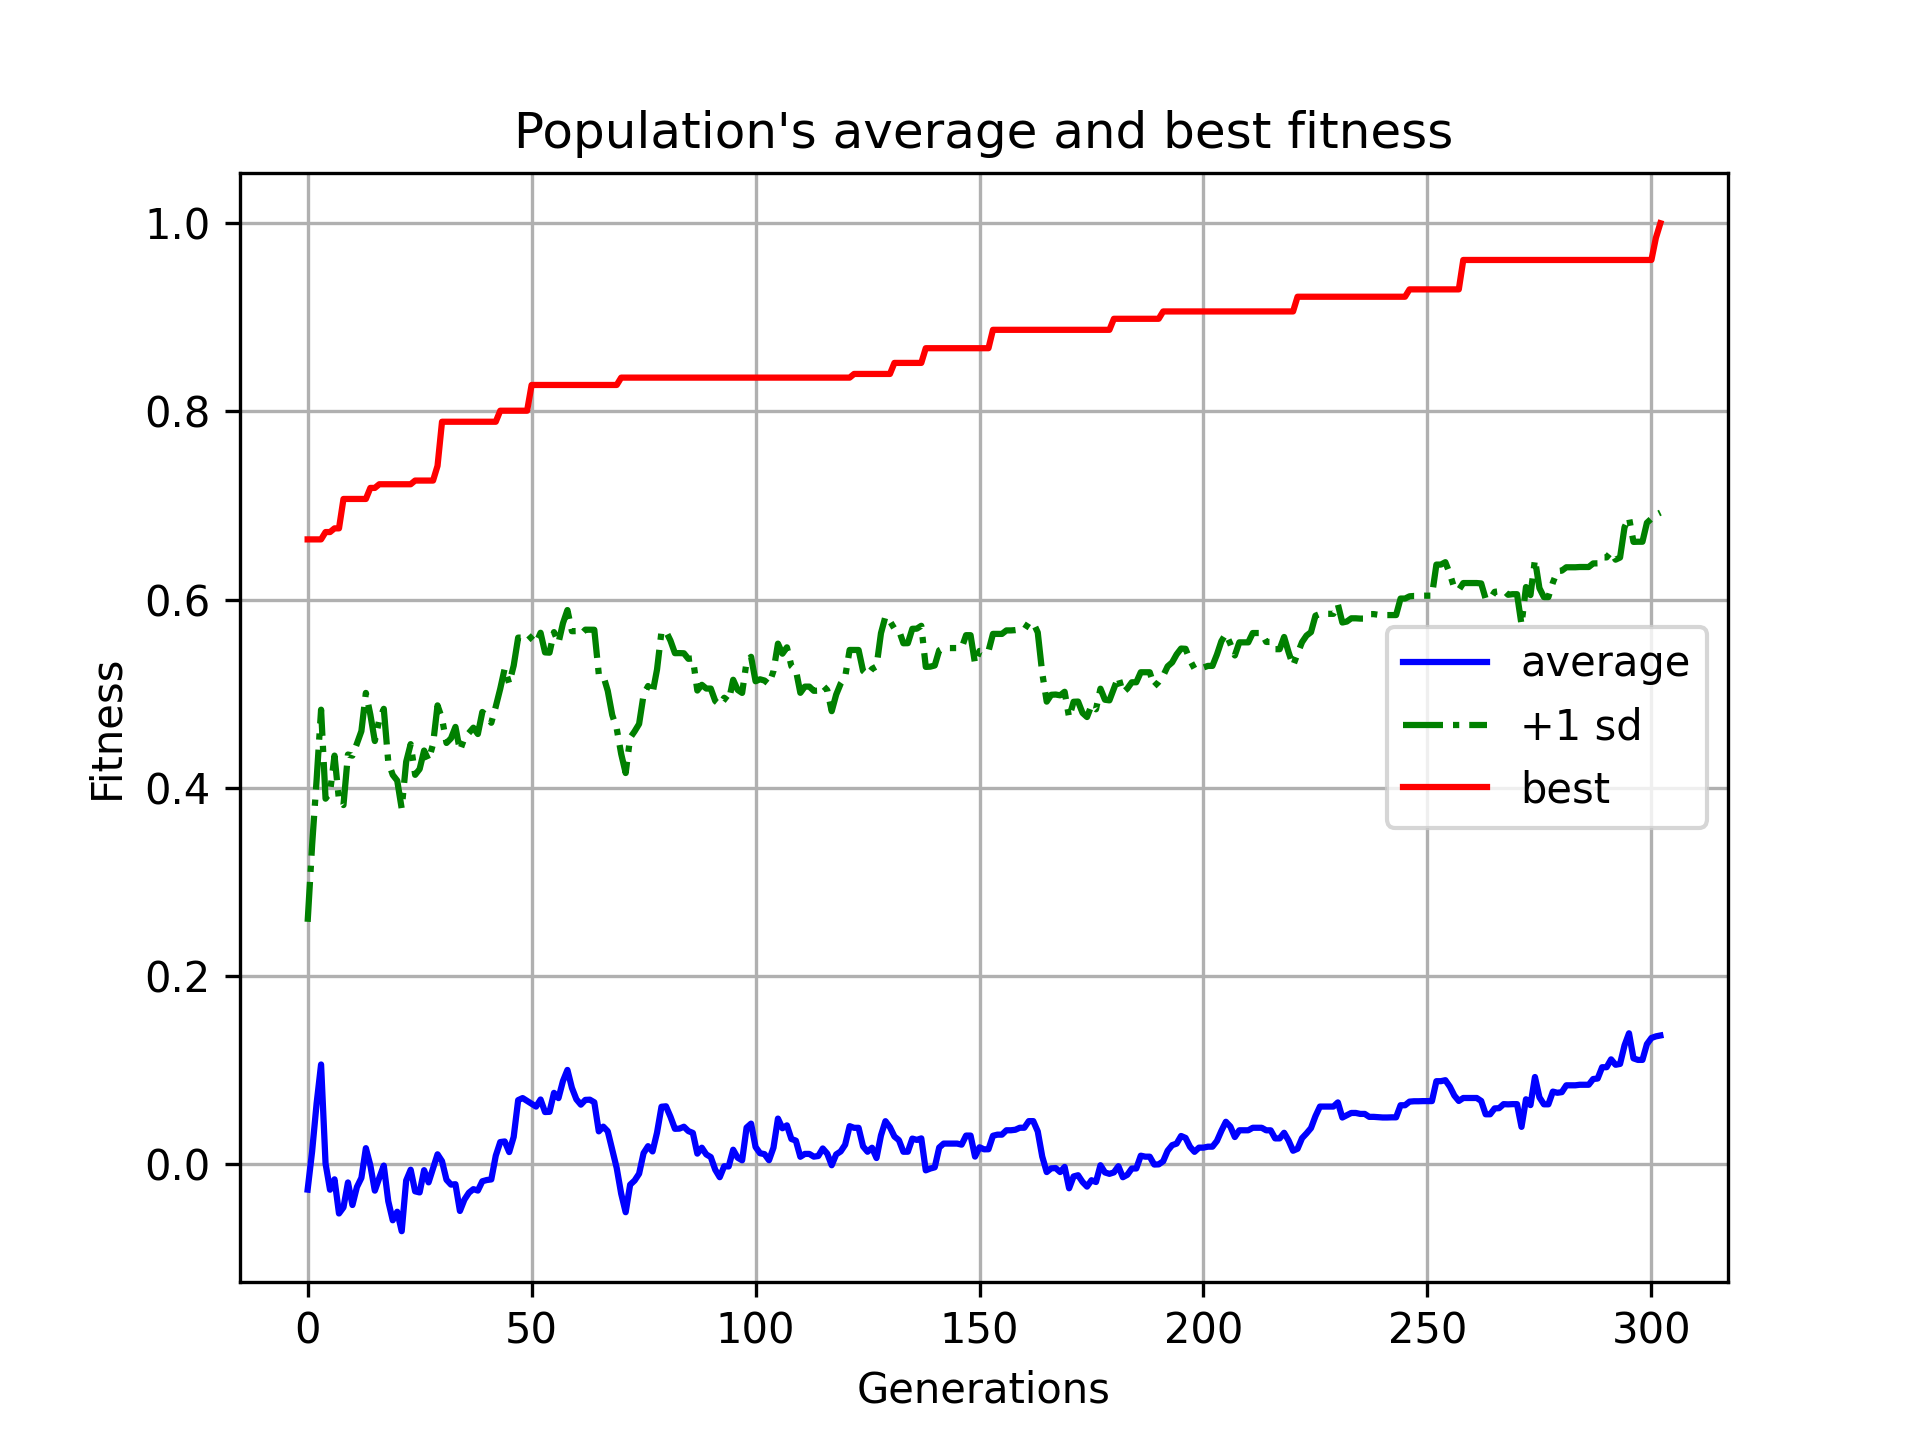 Population's average and best fitness
Fitness
1.0
0.8
0.6
0.4
0.2
0.0
average
+1 sd
best
0 50 100 150 200 250 300
Generations